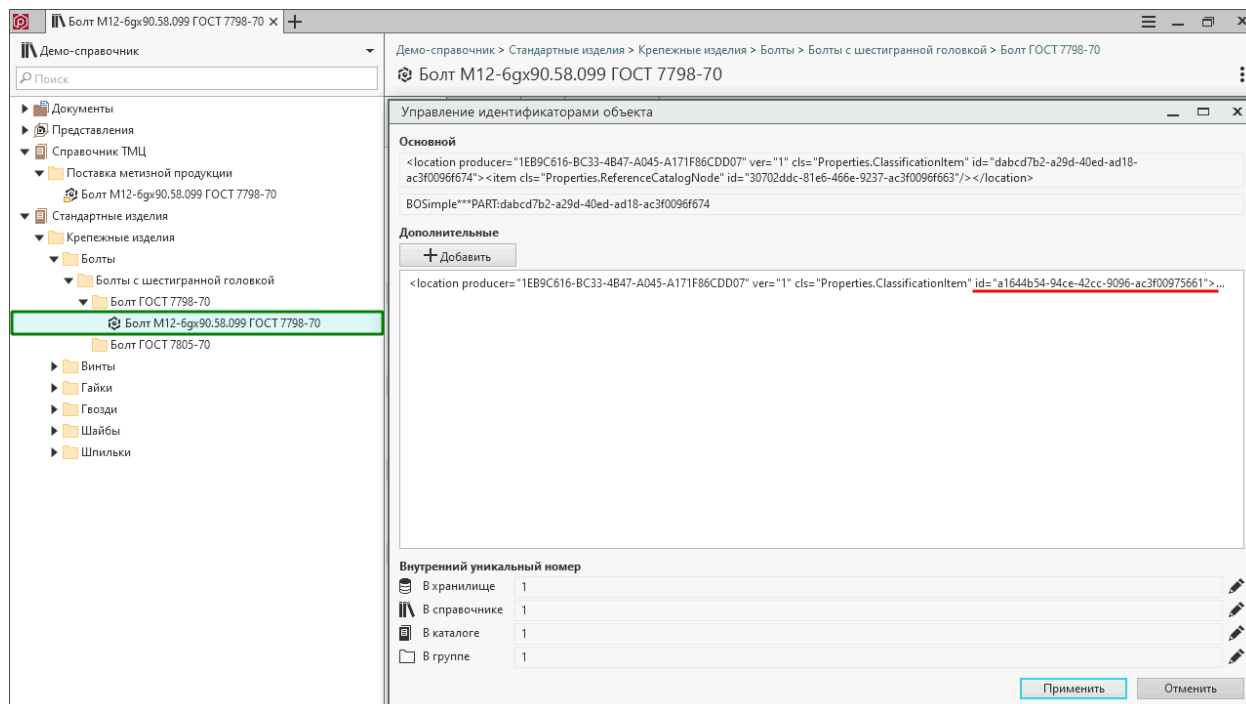 Болт М12-6gx90.58.099 ГОСТ 7798-70
Демо-справочник
Поиск
Документы
Представления
Справочник ТМЦ
Поставка метизной продукции
Болт М12-6gx90.58.099 ГОСТ 7798-70
Стандартные изделия
Крепежные изделия
Болты
Болты с шестигранной головкой
Болт ГОСТ 7798-70
Болт М12-6gx90.58.099 ГОСТ 7798-70
Болт ГОСТ 7805-70
Винты
Гайки
Гвозди
Шайбы
Шпильки
Демо-справочник > Стандартные изделия > Крепежные изделия > Болты > Болты с шестигранной головкой > Болт ГОСТ 7798-70
Болт М12-6gx90.58.099 ГОСТ 7798-70
Управление идентификаторами объекта
Основной
<location producer="1EB9C616-BC33-4B47-A045-A171F86CDD07" ver="1" cls="Properties.ClassificationItem" id="dabcd7b2-a29d-40ed-ad18-
ac3f0096f674"><item cls="Properties.ReferenceCatalogNode" id="30702ddc-81e6-466e-9237-ac3f0096f663"/></location>
BOSimple***PART:dabcd7b2-a29d-40ed-ad18-ac3f0096f674
Дополнительные
Добавить
<location producer="1EB9C616-BC33-4B47-A045-A171F86CDD07" ver="1" cls="Properties.ClassificationItem" id="a1644b54-94ce-42cc-9096-ac3f00975661">...
Внутренний уникальный номер
В хранилище 1
В справочнике 1
В каталоге 1
В группе 1
Применить Отменить